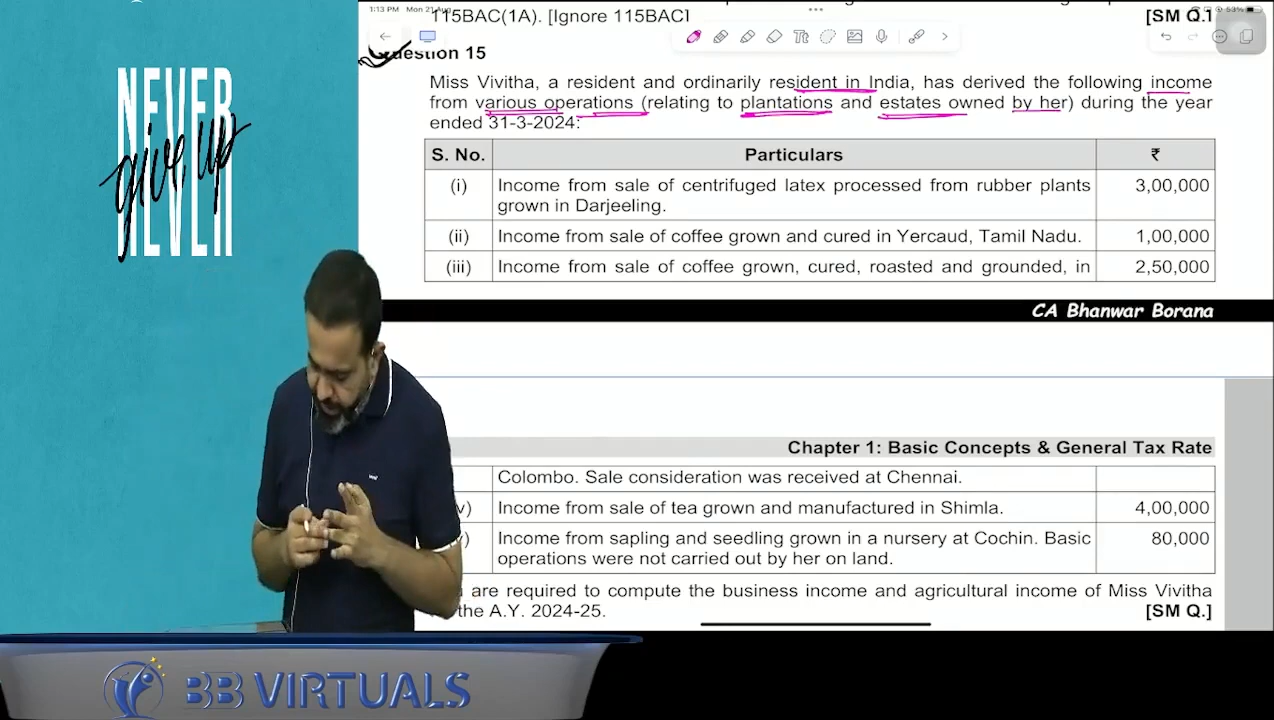 1:13 PM Mon 21 Aug
53%
115BAC(1A). [Ignore 115BAC]
[SM Q.]
Question 15
Miss Vivitha, a resident and ordinarily resident in India, has derived the following income
from various operations (relating to plantations and estates owned by her) during the year
ended 31-3-2024:
S. No. Particulars ₹
(i) Income from sale of centrifuged latex processed from rubber plants 3,00,000
grown in Darjeeling.
(ii) Income from sale of coffee grown and cured in Yercaud, Tamil Nadu. 1,00,000
(iii) Income from sale of coffee grown, cured, roasted and grounded, in 2,50,000
CA Bhanwar Borana
Chapter 1: Basic Concepts & General Tax Rate
Colombo. Sale consideration was received at Chennai.
v) Income from sale of tea grown and manufactured in Shimla. 4,00,000
Income from sapling and seedling grown in a nursery at Cochin. Basic 80,000
operations were not carried out by her on land.
are required to compute the business income and agricultural income of Miss Vivitha
the A.Y. 2024-25. [SM Q.]
NEVER
give up
NEVER
BB VIRTUALS